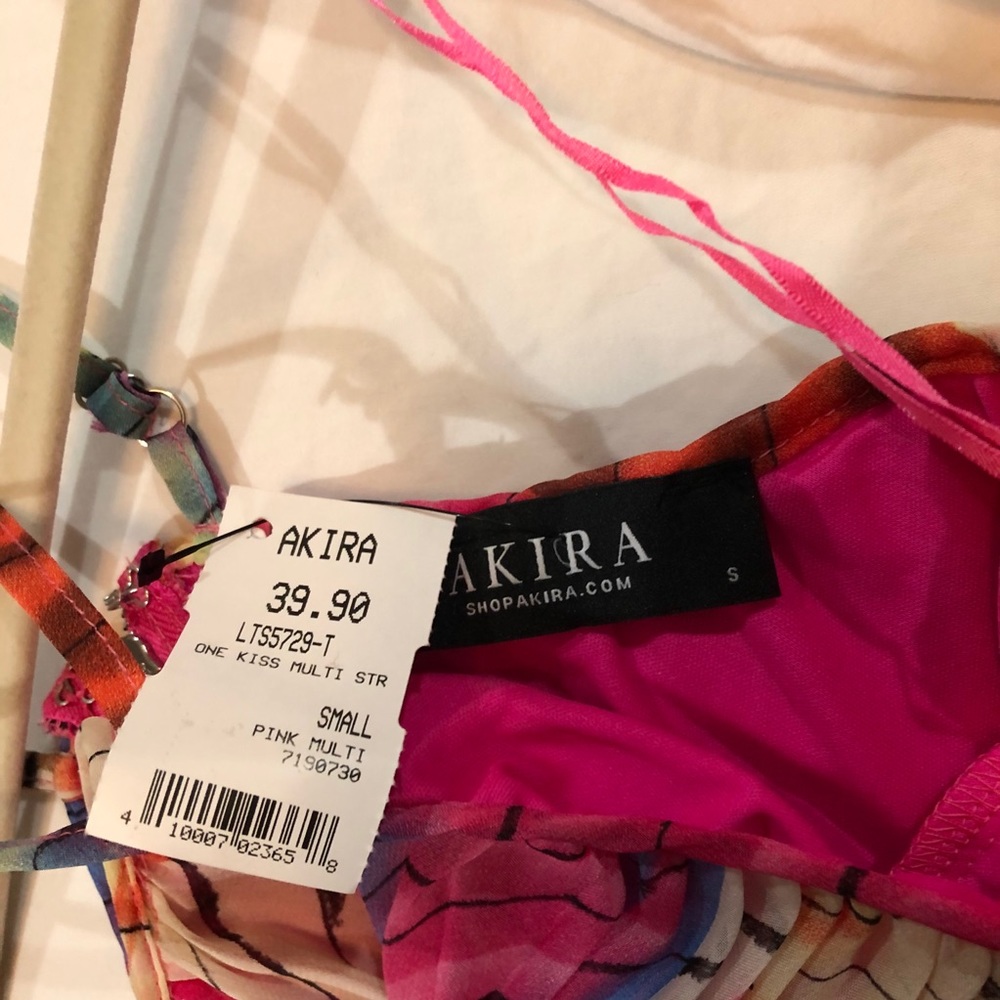 AKIRA
39.90
LTS5729-T
ONE KISS MULTI STR
SMALL
PINK MULTI
7190730
4 10007 02365 8
AKIRA
SHOPAKIRA.COM
S